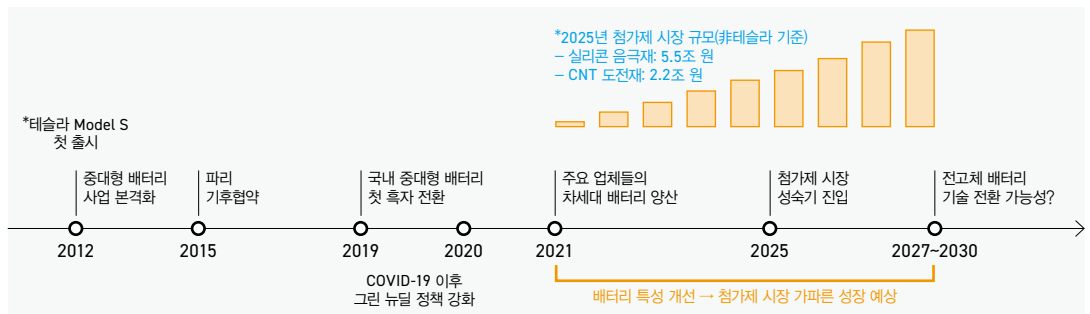 *2025년 첨가제 시장 규모(非테슬라 기준)
– 실리콘 음극재: 5.5조 원
– CNT 도전재: 2.2조 원
*테슬라 Model S
첫 출시
중대형 배터리
사업 본격화
파리
기후협약
국내 중대형 배터리
첫 흑자 전환
주요 업체들의
차세대 배터리 양산
첨가제 시장
성숙기 진입
전고체 배터리
기술 전환 가능성?
2012
2015
2019
2020
2021
2025
2027~2030
COVID-19 이후
그린 뉴딜 정책 강화
배터리 특성 개선 → 첨가제 시장 가파른 성장 예상